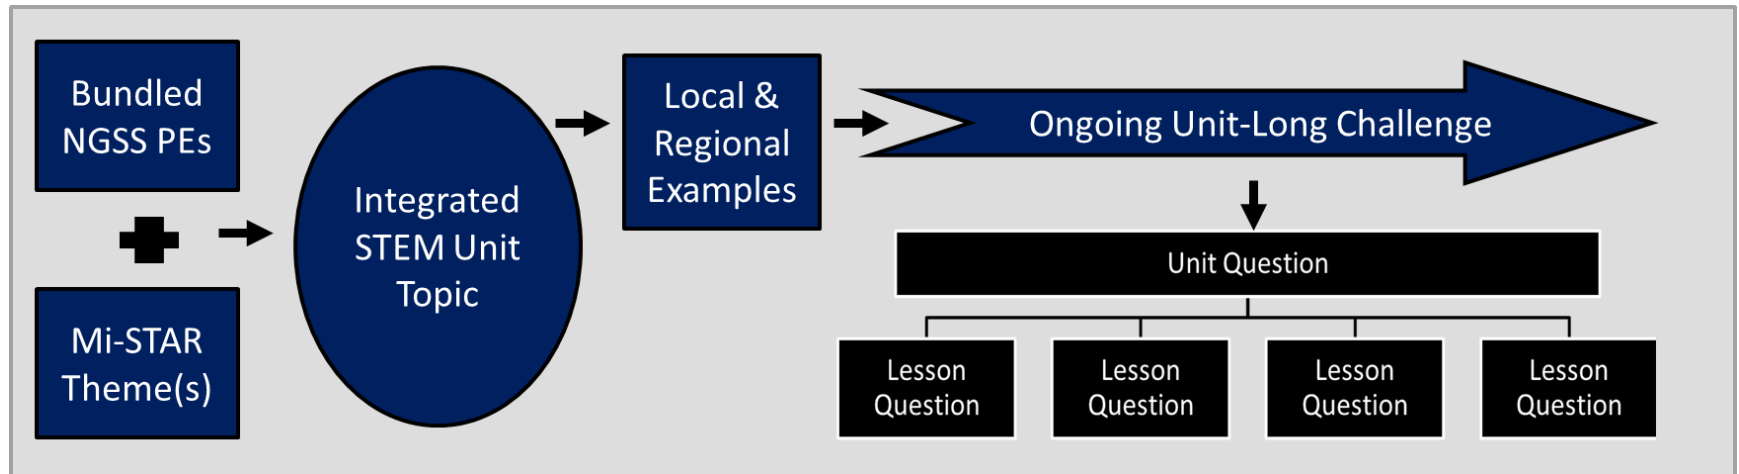 Bundled
NGSS PEs
Mi-STAR
Theme(s)
Integrated
STEM Unit
Topic
Local &
Regional
Examples
Ongoing Unit-Long Challenge
Unit Question
Lesson
Question
Lesson
Question
Lesson
Question
Lesson
Question